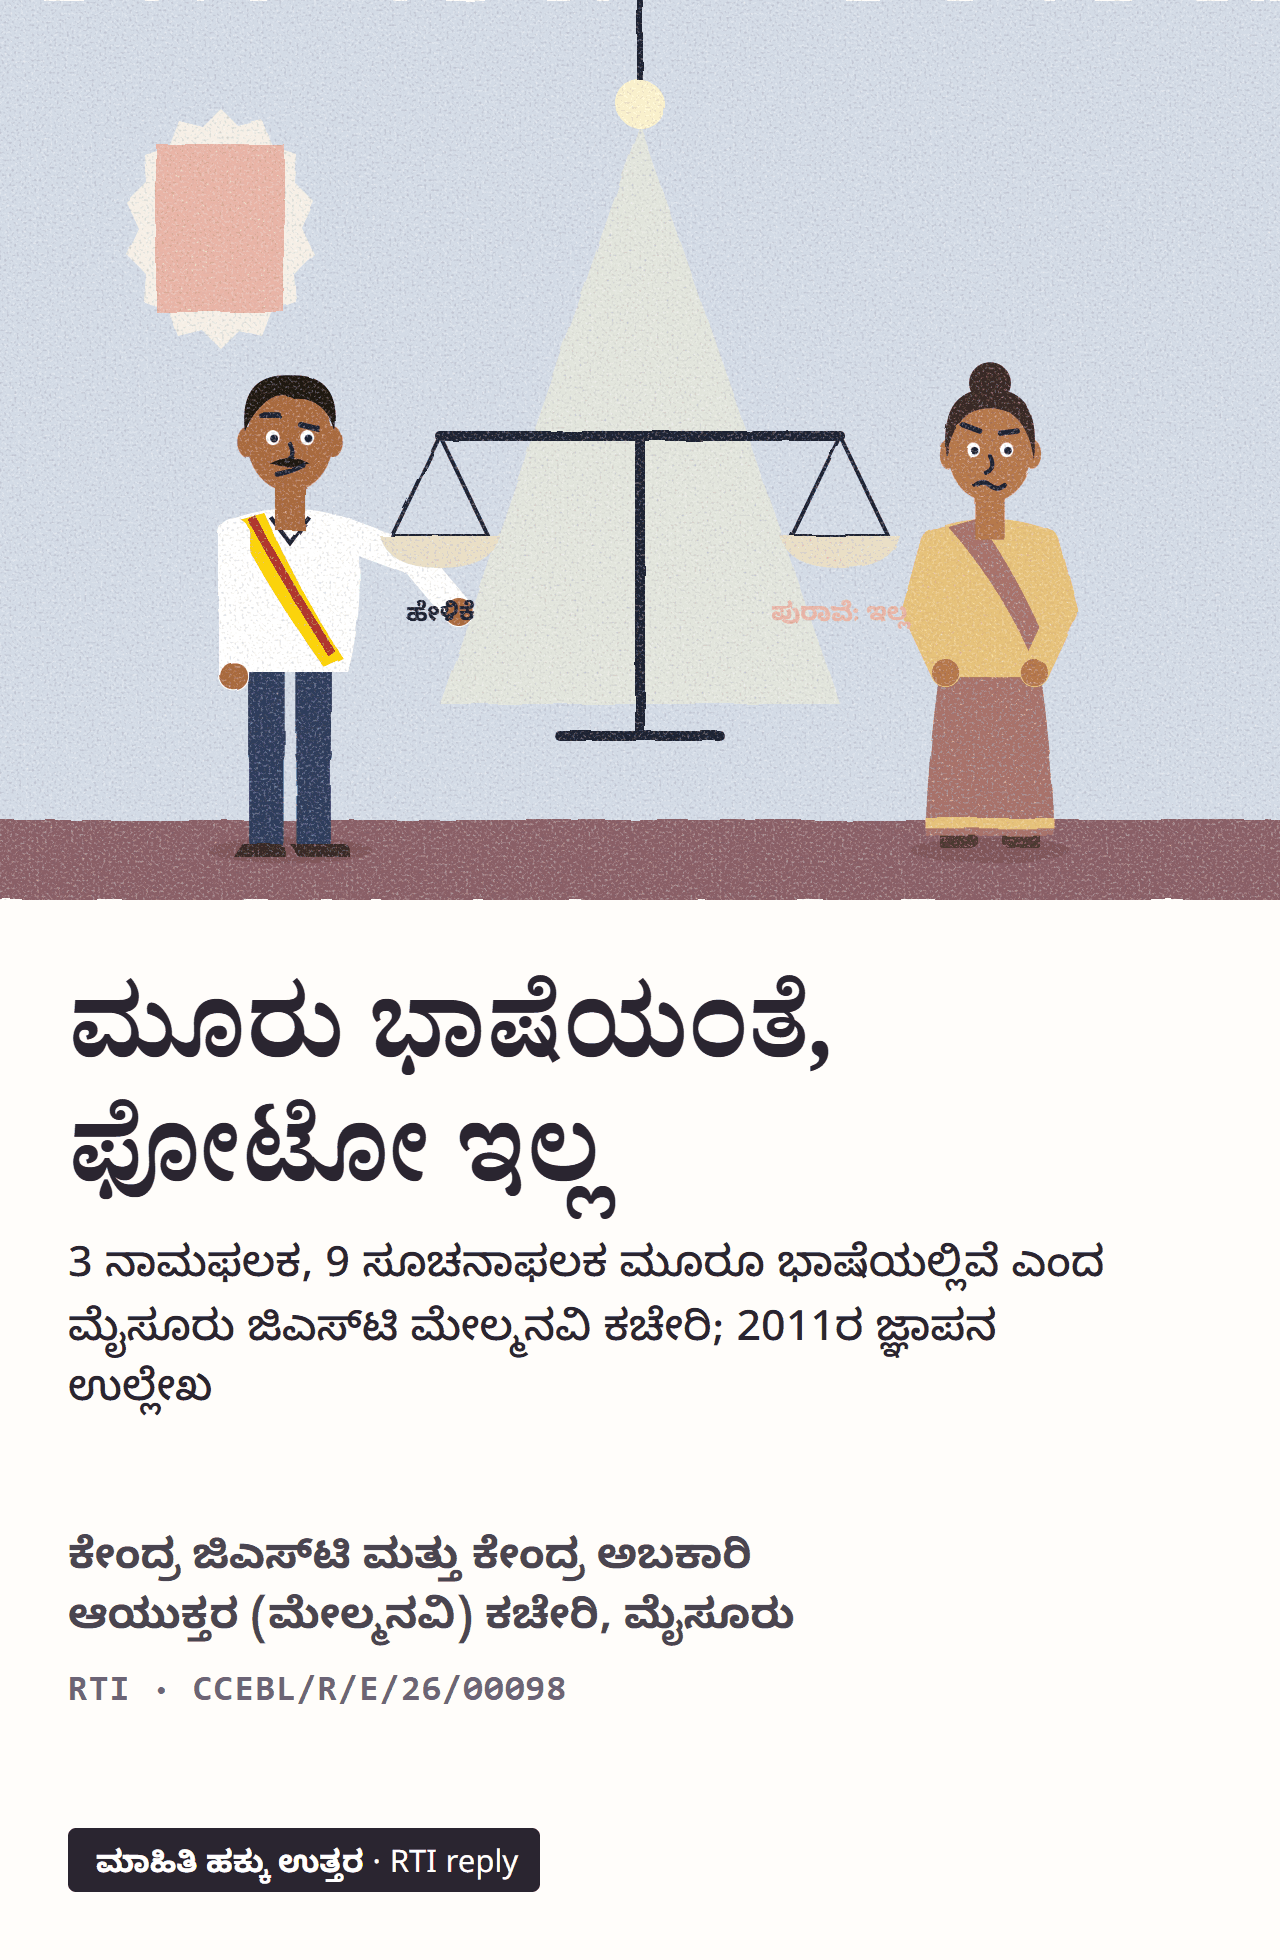 ಹೇಳಿಕೆ
ಪುರಾವೆ ಇಲ್ಲ
ಮೂರು ಭಾಷೆಯಂತೆ,
ಫೋಟೋ ಇಲ್ಲ
3 ನಾಮಫಲಕ, 9 ಸೂಚನಾಫಲಕ ಮೂರೂ ಭಾಷೆಯಲ್ಲಿವೆ ಎಂದ
ಮೈಸೂರು ಜಿಎಸ್‌ಟಿ ಮೇಲ್ಮನವಿ ಕಚೇರಿ; 2011ರ ಜ್ಞಾಪನ
ಉಲ್ಲೇಖ
ಕೇಂದ್ರ ಜಿಎಸ್‌ಟಿ ಮತ್ತು ಕೇಂದ್ರ ಅಬಕಾರಿ
ಆಯುಕ್ತರ (ಮೇಲ್ಮನವಿ) ಕಚೇರಿ, ಮೈಸೂರು
RTI · CCEBL/R/E/26/00098
ಮಾಹಿತಿ ಹಕ್ಕು ಉತ್ತರ · RTI reply